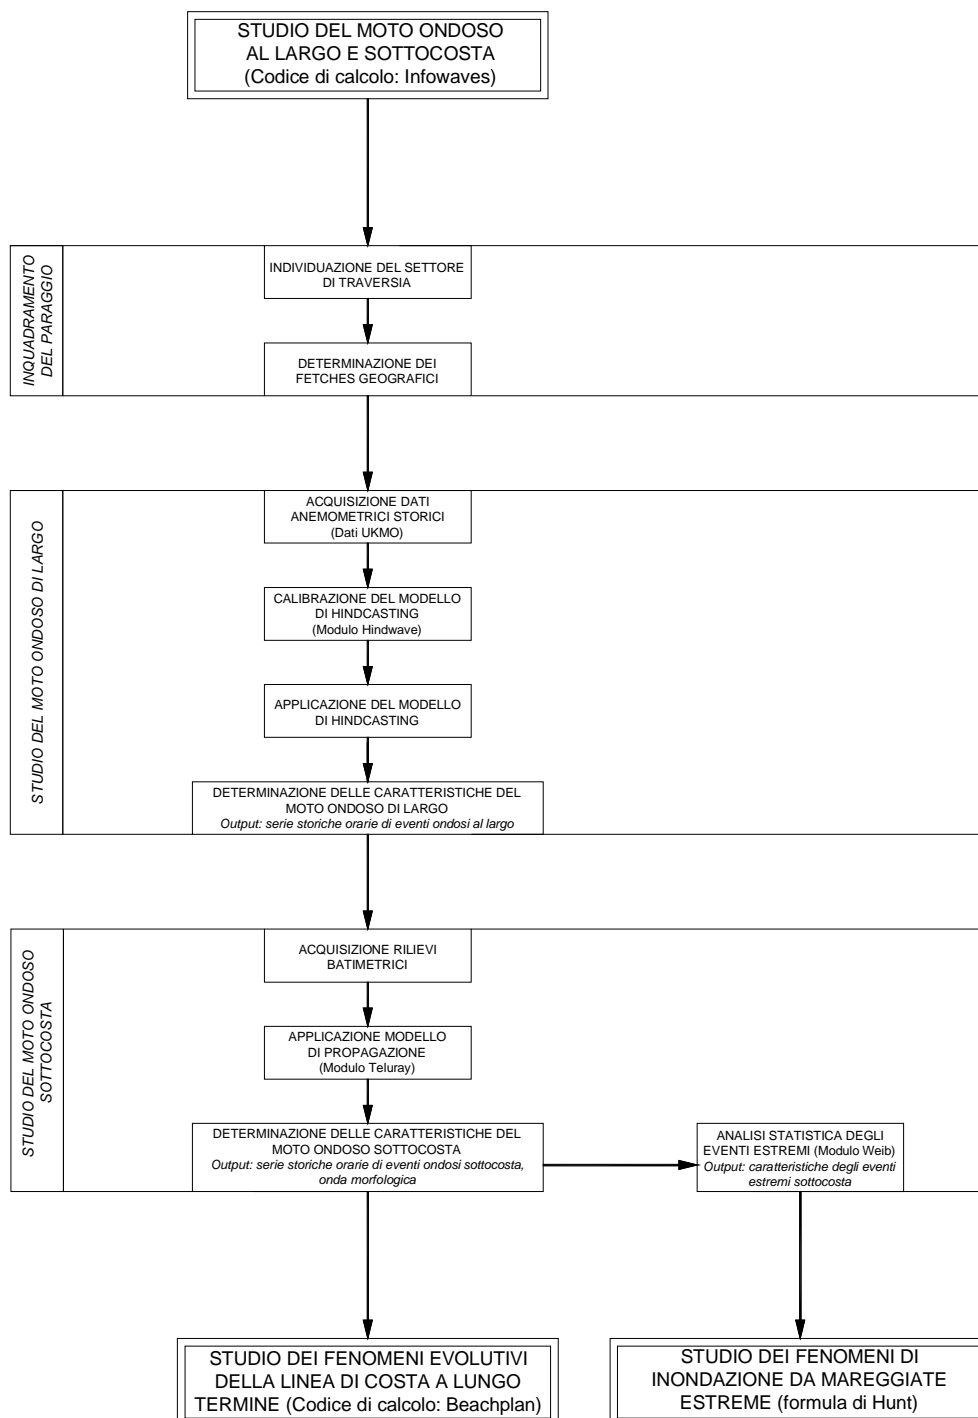 STUDIO DEL MOTO ONDOSO
AL LARGO E SOTTOCOSTA
(Codice di calcolo: Infowaves)
INQUADRAMENTO
DEL PARAGGIO
INDIVIDUAZIONE DEL SETTORE
DI TRAVERSIA
DETERMINAZIONE DEI
FETCHES GEOGRAFICI
STUDIO DEL MOTO ONDOSO DI LARGO
ACQUISIZIONE DATI
ANEMOMETRICI STORICI
(Dati UKMO)
CALIBRAZIONE DEL MODELLO
DI HINDCASTING
(Modulo Hindwave)
APPLICAZIONE DEL MODELLO
DI HINDCASTING
DETERMINAZIONE DELLE CARATTERISTICHE DEL
MOTO ONDOSO DI LARGO
Output: serie storiche orarie di eventi ondosi al largo
STUDIO DEL MOTO ONDOSO
SOTTOCOSTA
ACQUISIZIONE RILIEVI
BATIMETRICI
APPLICAZIONE MODELLO
DI PROPAGAZIONE
(Modulo Teluray)
DETERMINAZIONE DELLE CARATTERISTICHE DEL
MOTO ONDOSO SOTTOCOSTA
Output: serie storiche orarie di eventi ondosi sottocosta,
onda morfologica
ANALISI STATISTICA DEGLI
EVENTI ESTREMI (Modulo Weib)
Output: caratteristiche degli eventi
estremi sottocosta
STUDIO DEI FENOMENI EVOLUTIVI
DELLA LINEA DI COSTA A LUNGO
TERMINE (Codice di calcolo: Beachplan)
STUDIO DEI FENOMENI DI
INONDAZIONE DA MAREGGIATE
ESTREME (formula di Hunt)